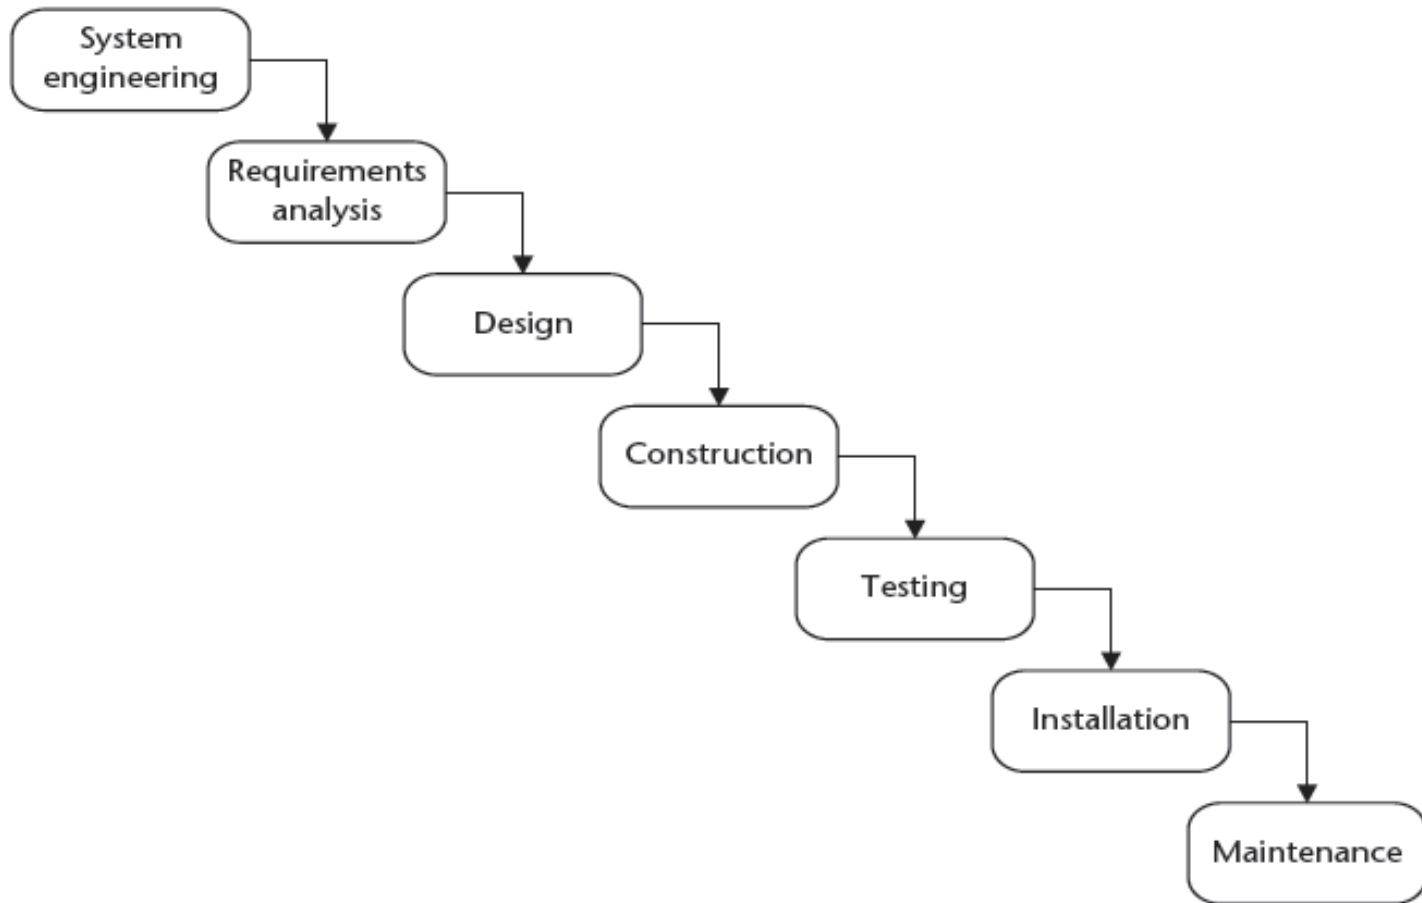 System
engineering
Requirements
analysis
Design
Construction
Testing
Installation
Maintenance